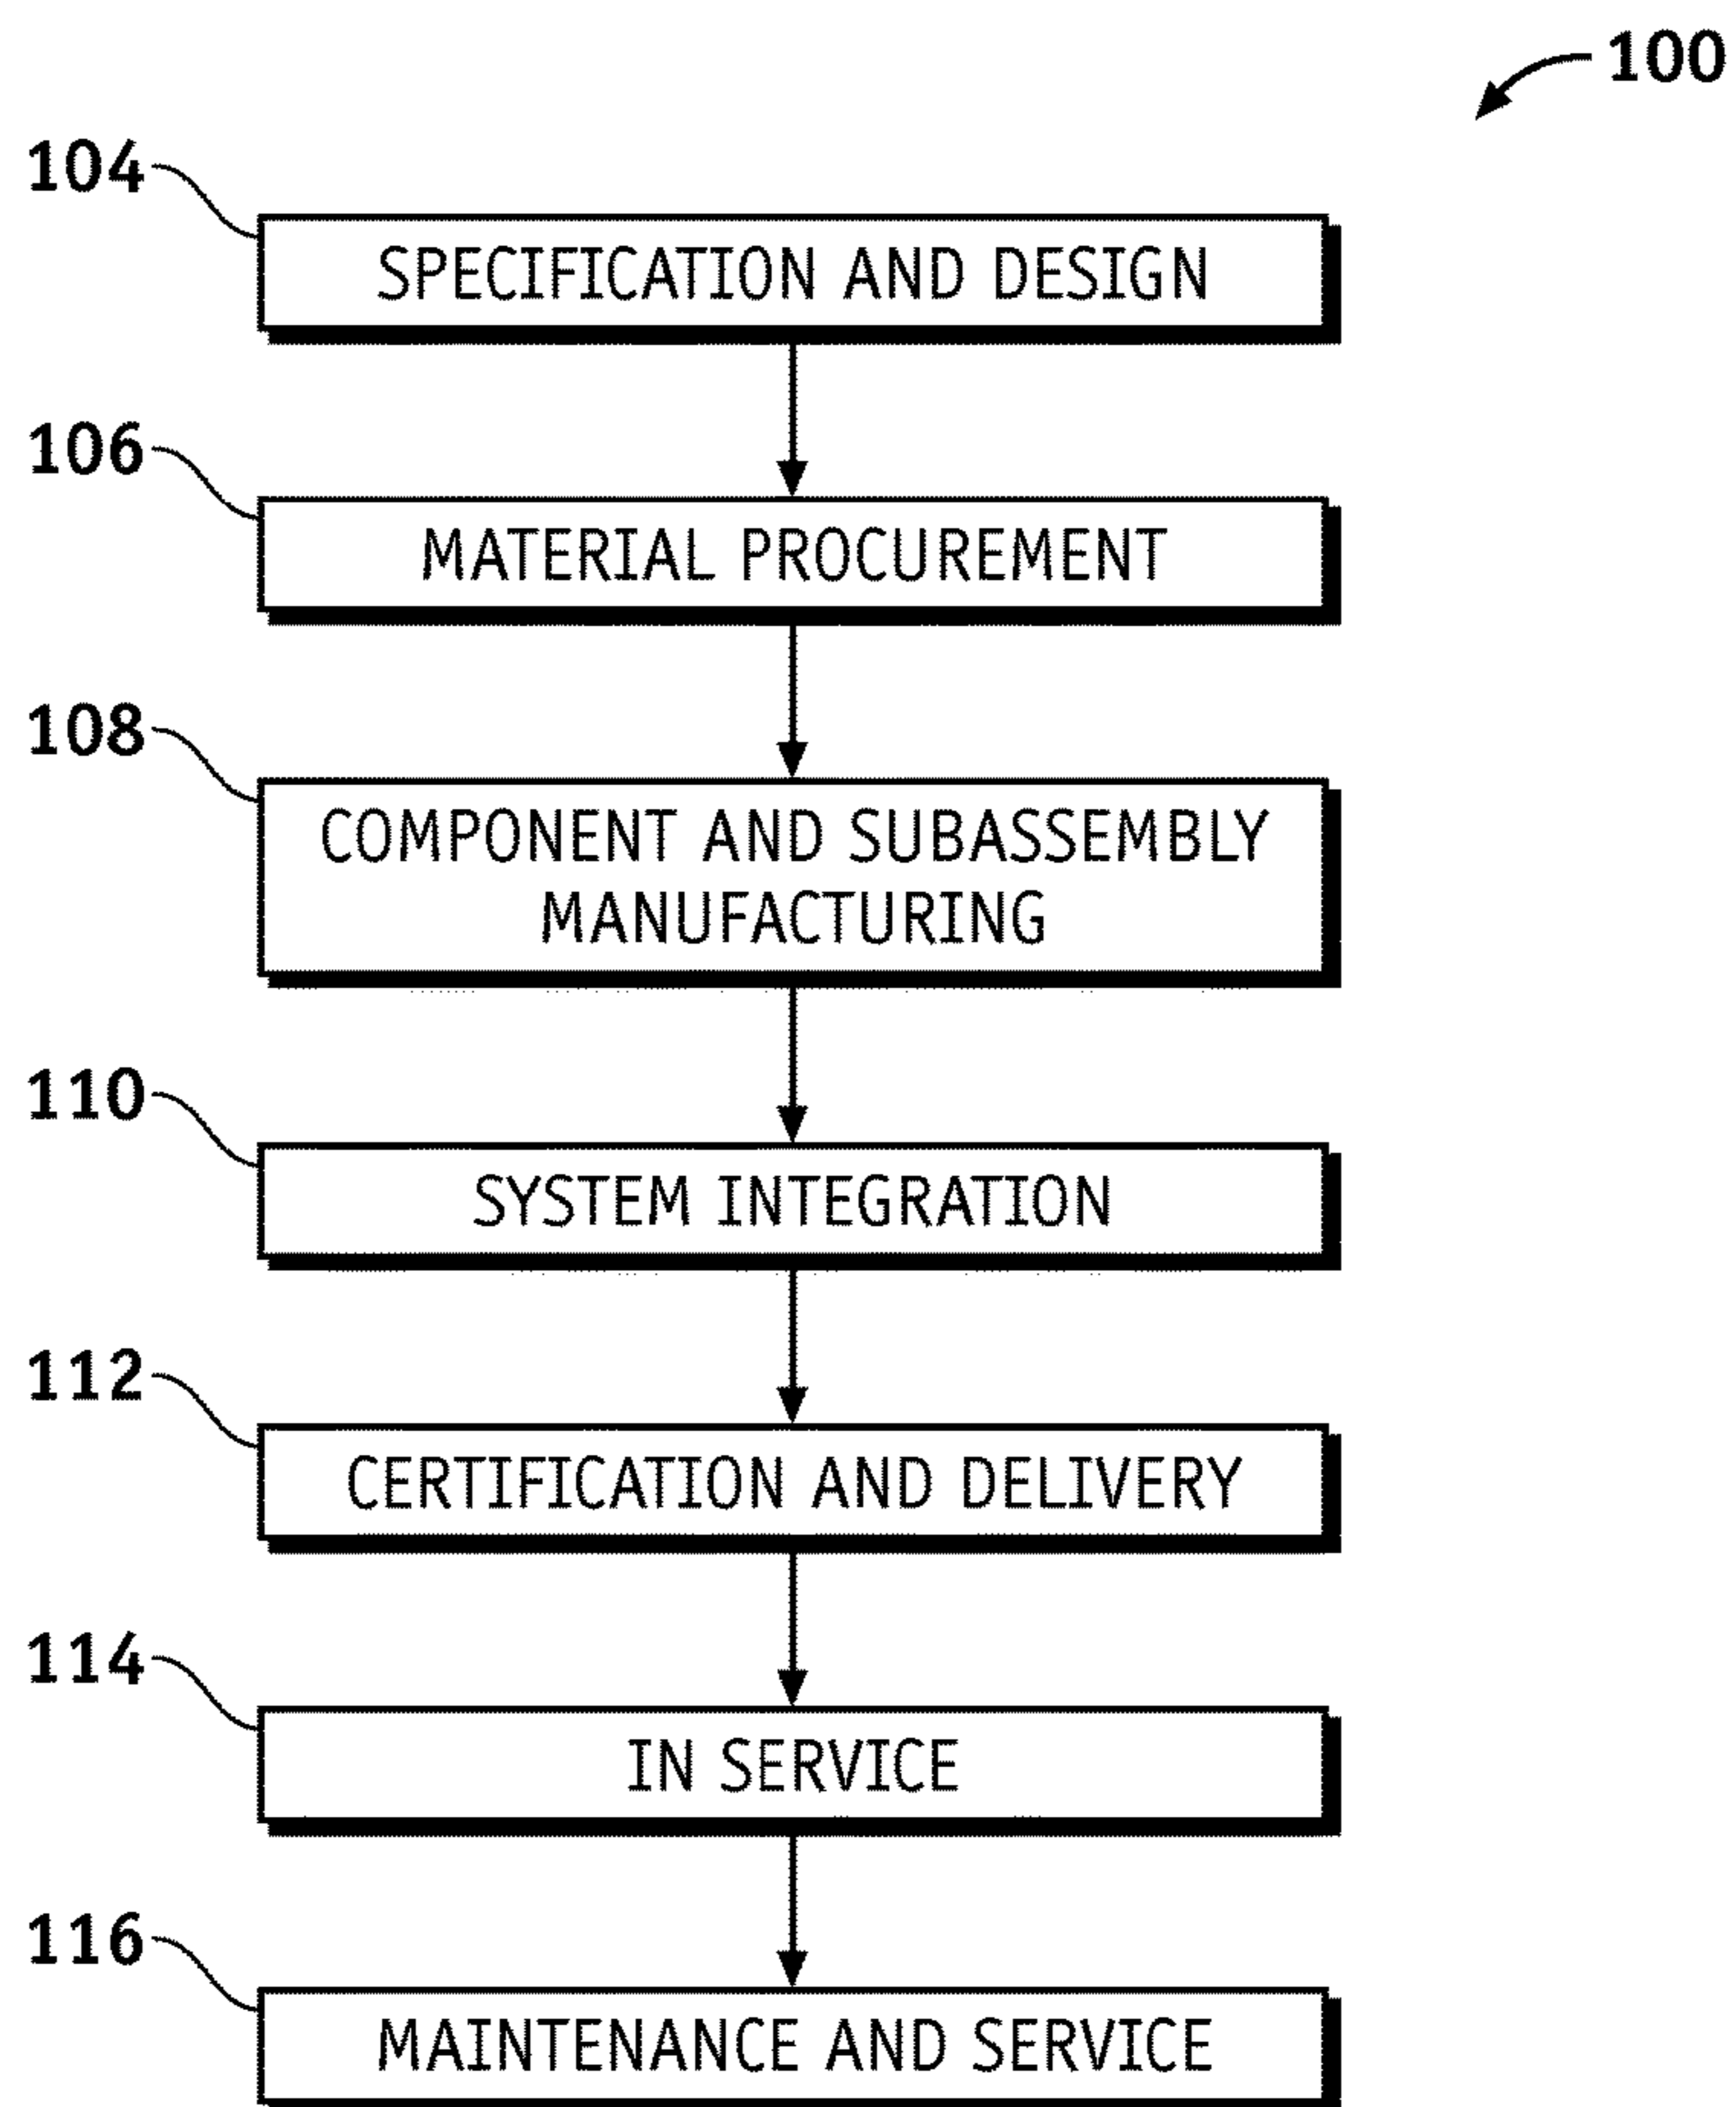 100
104
SPECIFICATION AND DESIGN
106
MATERIAL PROCUREMENT
108
COMPONENT AND SUBASSEMBLY
MANUFACTURING
110
SYSTEM INTEGRATION
112
CERTIFICATION AND DELIVERY
114
IN SERVICE
116
MAINTENANCE AND SERVICE